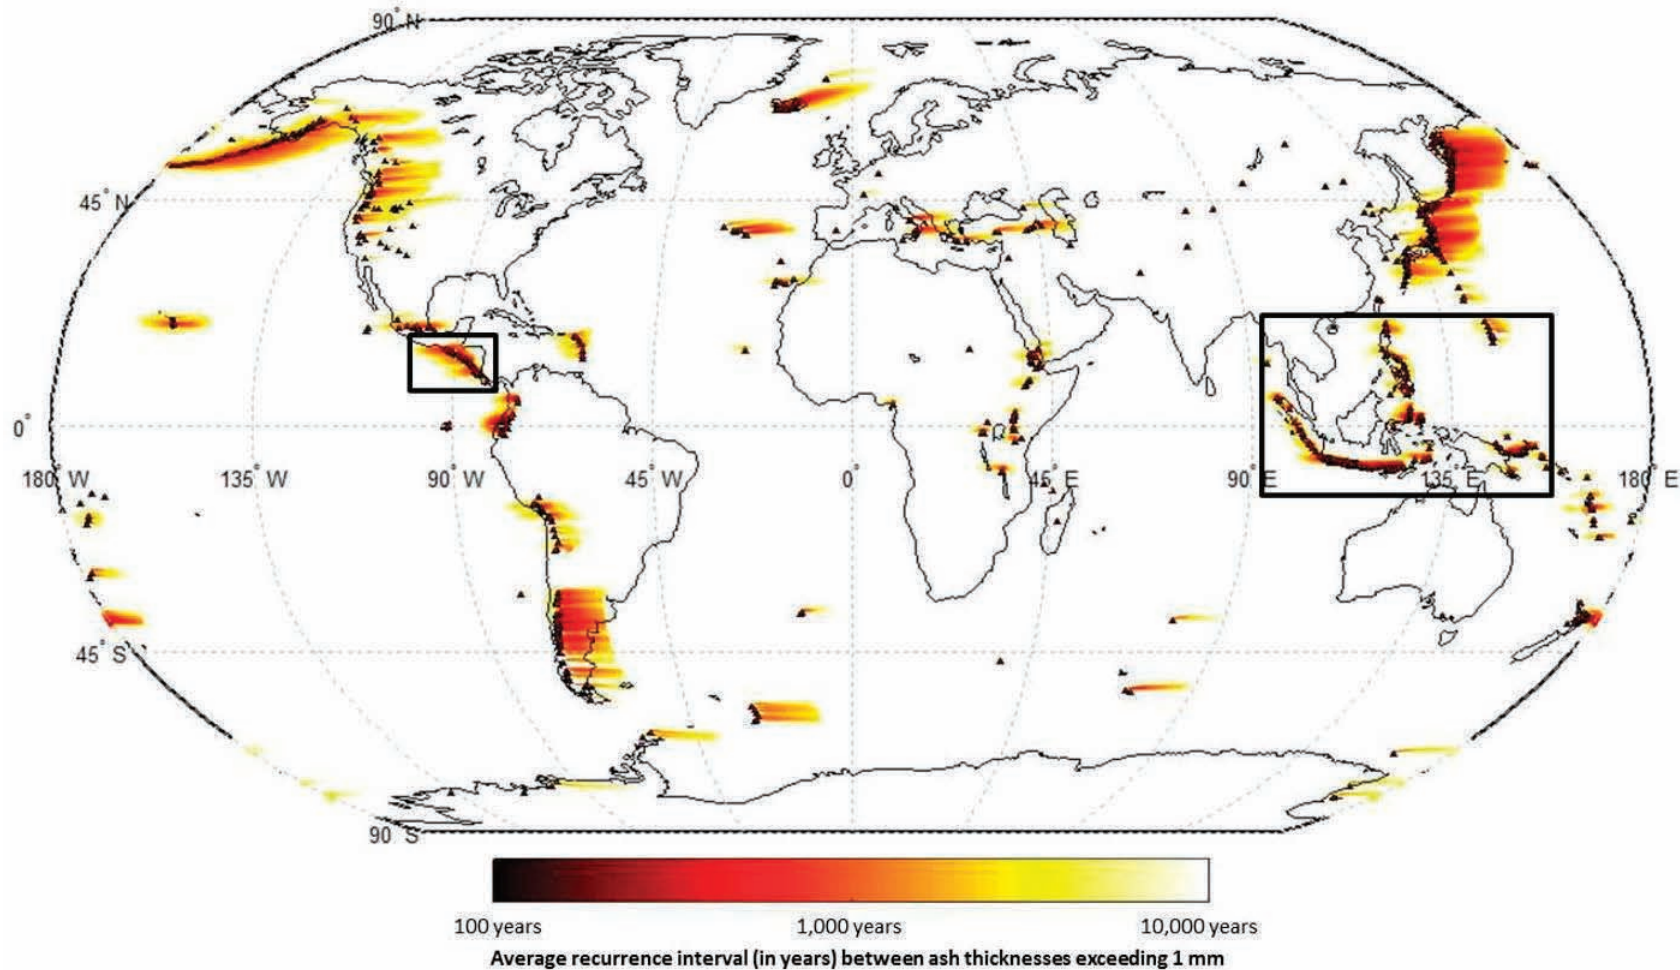 90° N
45° N
0°
180° W 135° W 90° W 45° W 0° 45° E 90° E 135° E 180° E
45° S
90° S
100 years 1,000 years 10,000 years
Average recurrence interval (in years) between ash thicknesses exceeding 1 mm